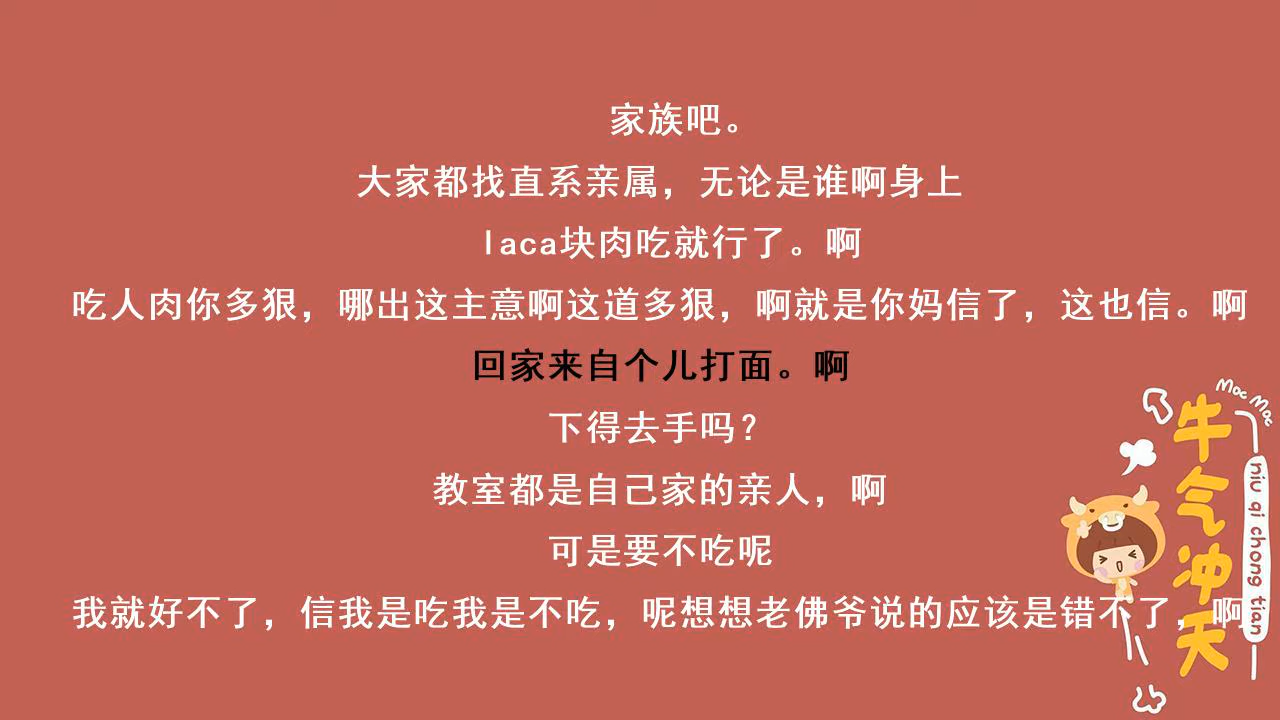 家族吧。
大家都找直系亲属，无论是谁啊身上
laca块肉吃就行了。啊
吃人肉你多狠，哪出这主意啊这道多狠，啊就是你妈信了，这也信。啊
回家来自个儿打面。啊
下得去手吗？
教室都是自己家的亲人，啊
可是要不吃呢
我就好不了，信我是吃我是不吃，呢想想老佛爷说的应该是错不了，啊
Moc Moc
牛气冲天
niu qi chong tian